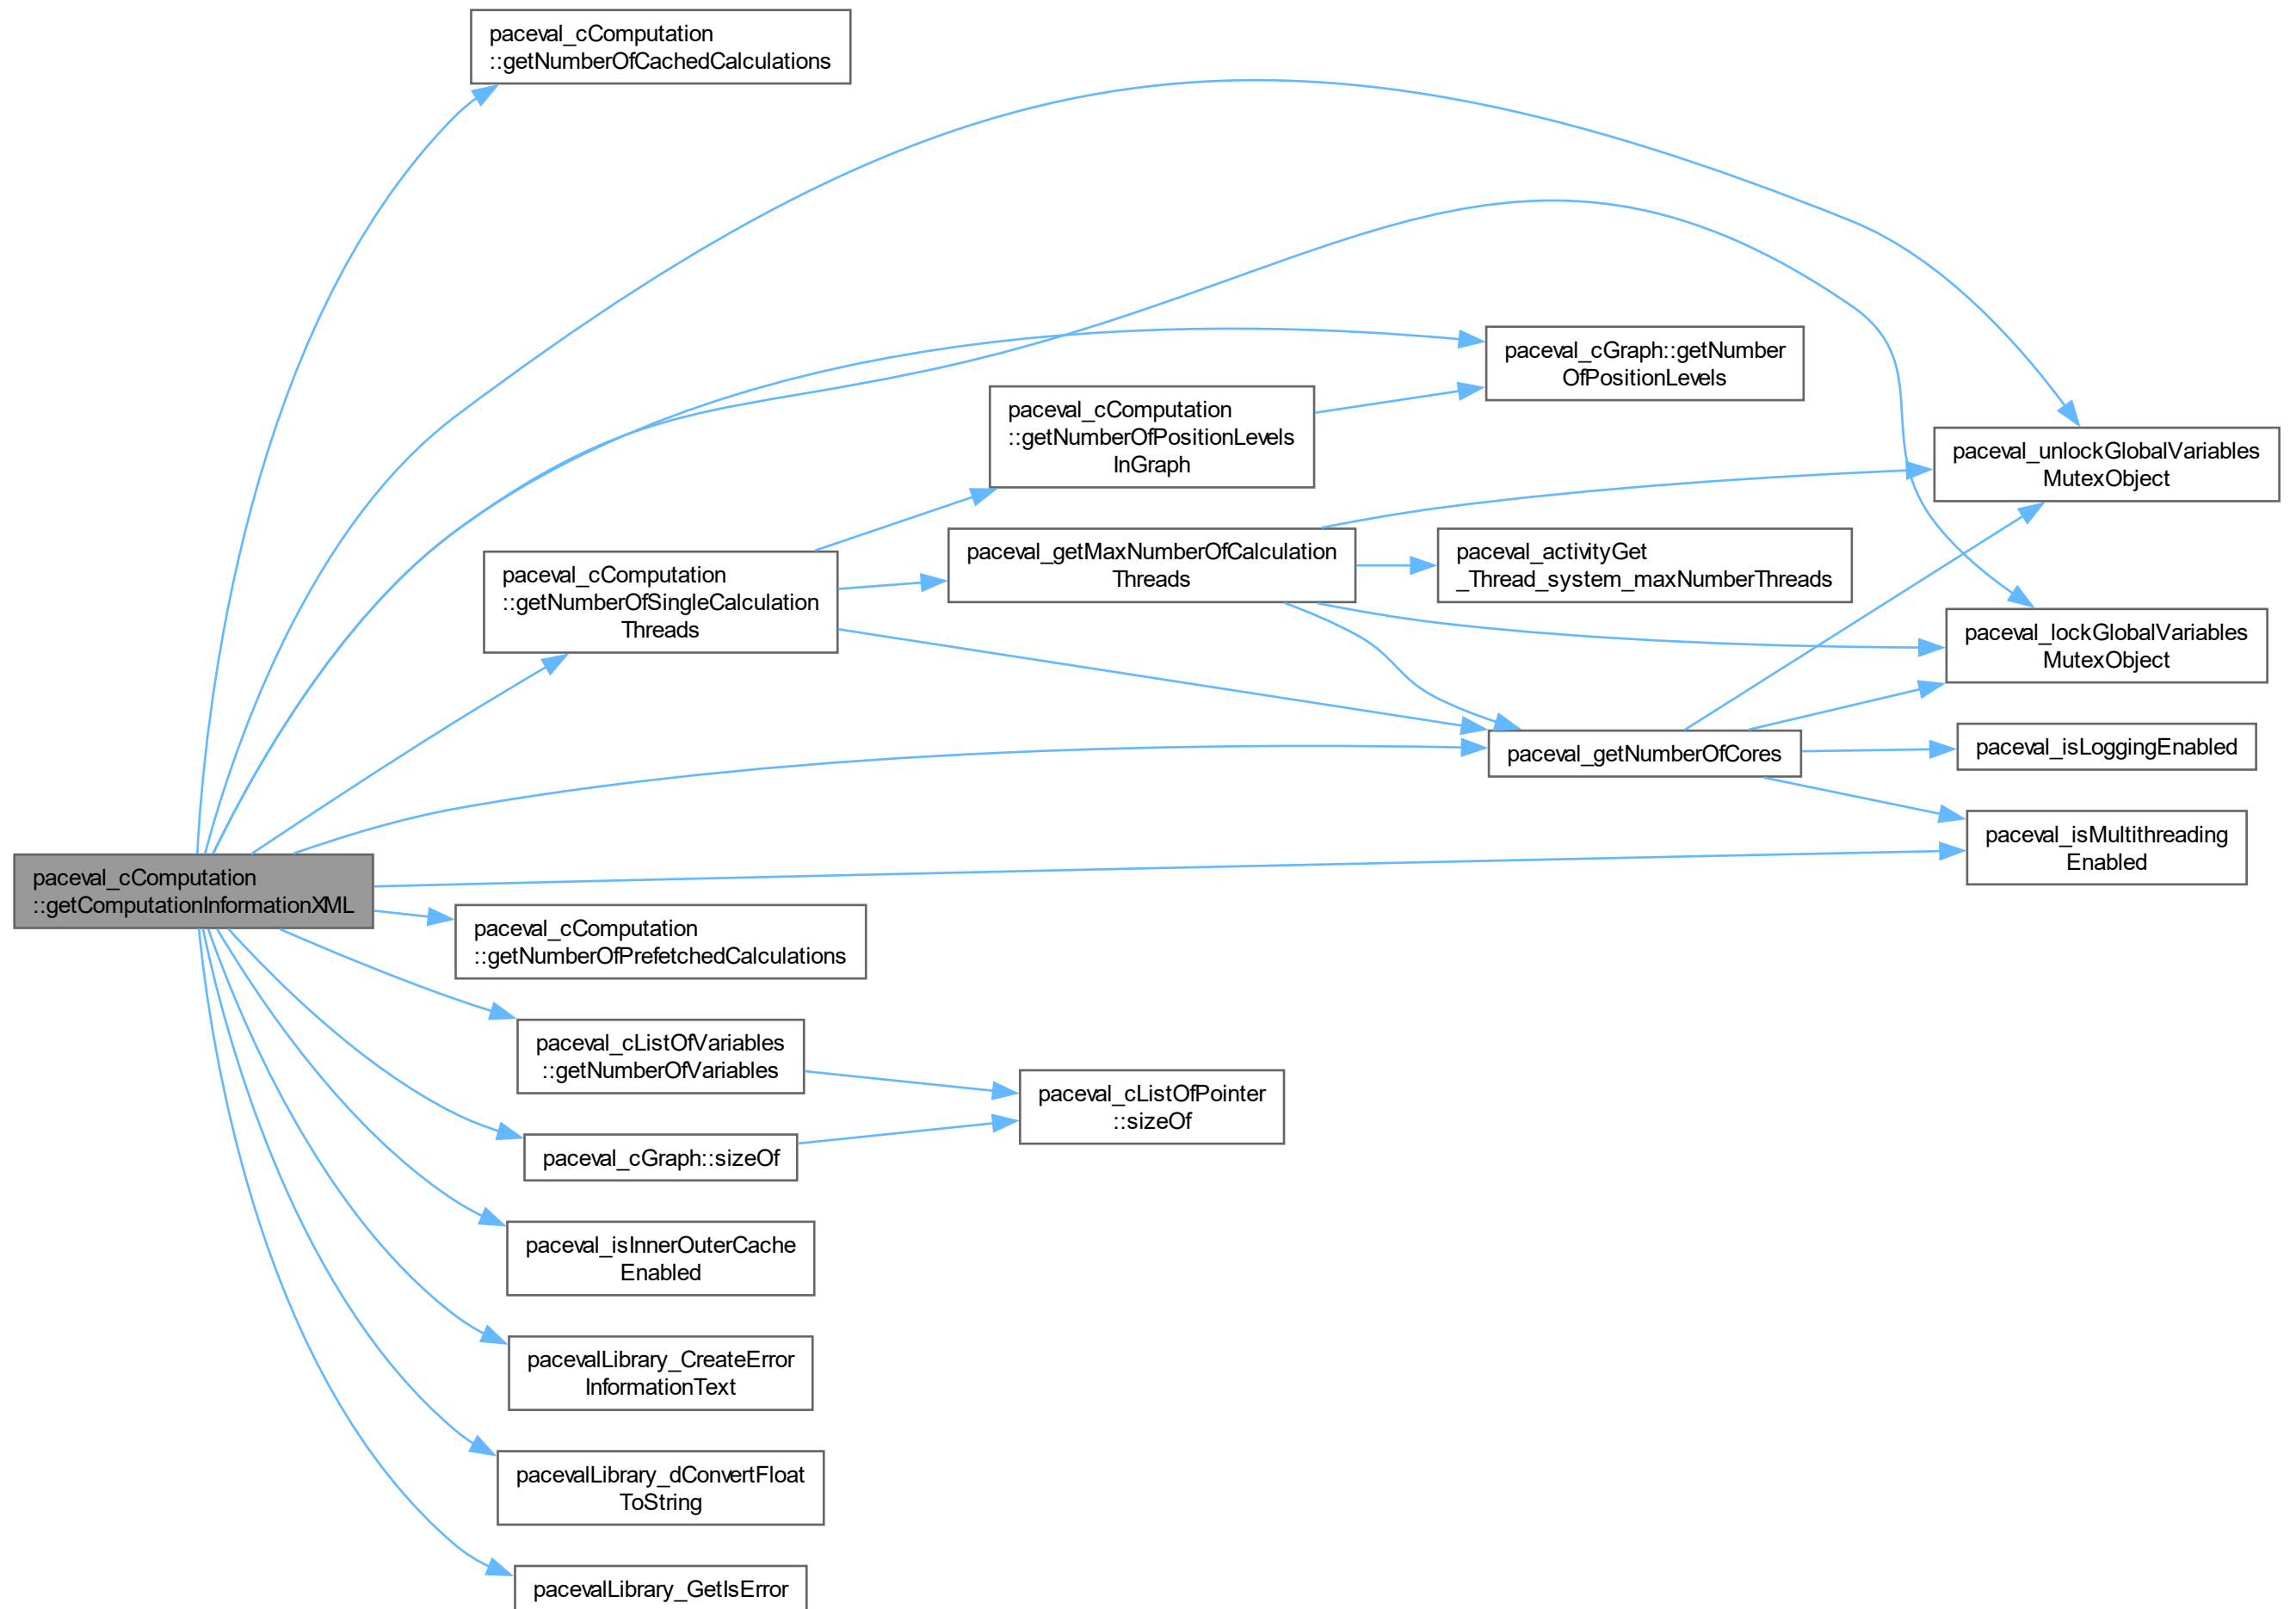 paceval_cComputation
::getNumberOfCachedCalculations
paceval_cGraph::getNumber
OfPositionLevels
paceval_cComputation
::getNumberOfPositionLevels
InGraph
paceval_unlockGlobalVariables
MutexObject
paceval_getMaxNumberOfCalculation
Threads
paceval_activityGet
_Thread_system_maxNumberThreads
paceval_cComputation
::getNumberOfSingleCalculation
Threads
paceval_lockGlobalVariables
MutexObject
paceval_getNumberOfCores
paceval_isLoggingEnabled
paceval_isMultithreading
Enabled
paceval_cComputation
::getComputationInformationXML
paceval_cComputation
::getNumberOfPrefetchedCalculations
paceval_cListOfVariables
::getNumberOfVariables
paceval_cListOfPointer
::sizeOf
paceval_cGraph::sizeOf
paceval_isInnerOuterCache
Enabled
pacevalLibrary_CreateError
InformationText
pacevalLibrary_dConvertFloat
ToString
pacevalLibrary_GetIsError